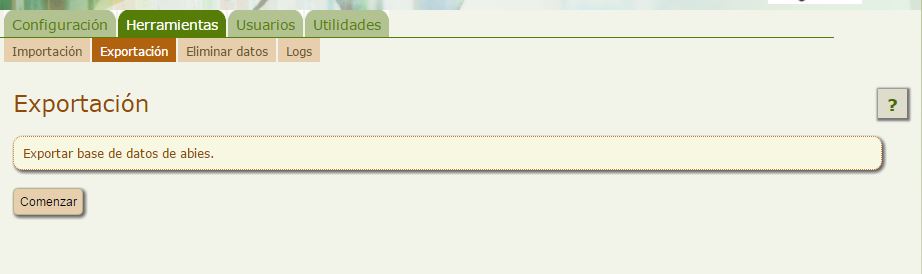 Configuración Herramientas Usuarios Utilidades
Importación Exportación Eliminar datos Logs
Exportación
?
Exportar base de datos de abies.
Comenzar